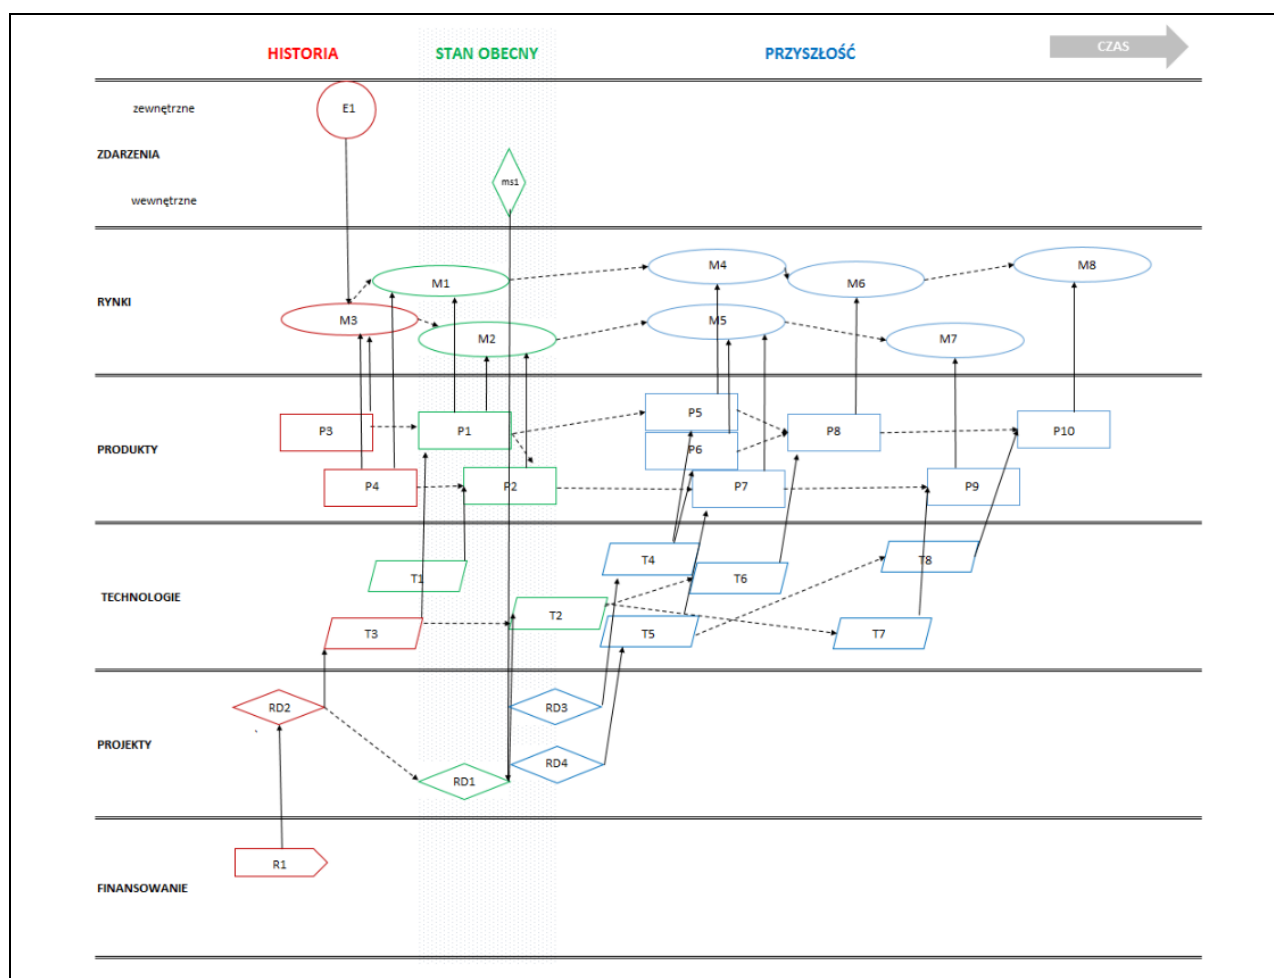 HISTORIA STAN OBECNY PRZYSZŁOŚĆ CZAS
zewnętrzne E1
ZDARZENIA
ms1
wewnętrzne
M4 M8
M1 M6
RYNKI
M3 M5
M2 M7
P5
P3 P1 P8 P10
PRODUKTY P6
P4 P2 P7 P9
T4 T8
T1 T6
TECHNOLOGIE
T2
T3 T5 T7
RD2 RD3
PROJEKTY
RD4
RD1
R1
FINANSOWANIE